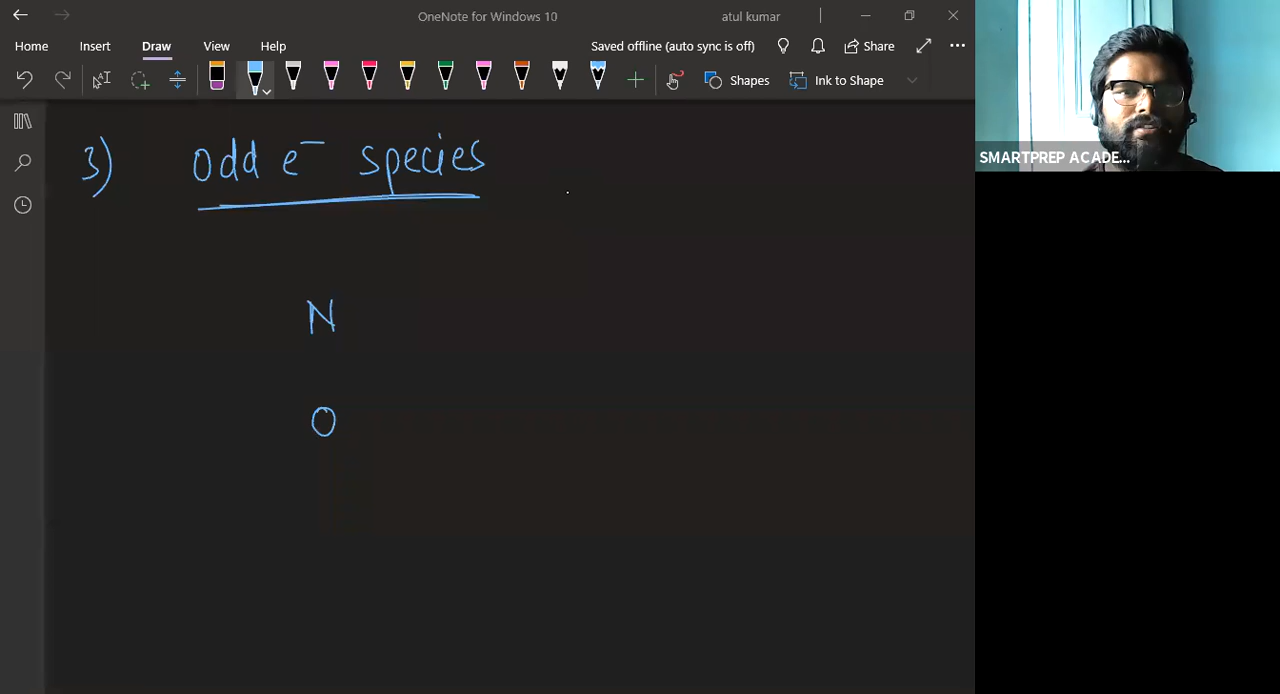 OneNote for Windows 10
atul kumar
Home Insert Draw View Help
Saved offline (auto sync is off)
Share
Shapes
Ink to Shape
SMARTPREP ACADE...
3) odd e⁻ species
N
O